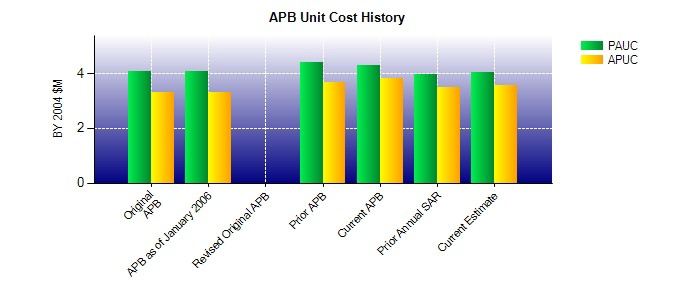 APB Unit Cost History
PAUC
APUC
BY 2004 $M
4
2
0
Original
APB
APB as of January 2006
Revised Original APB
Prior APB
Current APB
Prior Annual SAR
Current Estimate